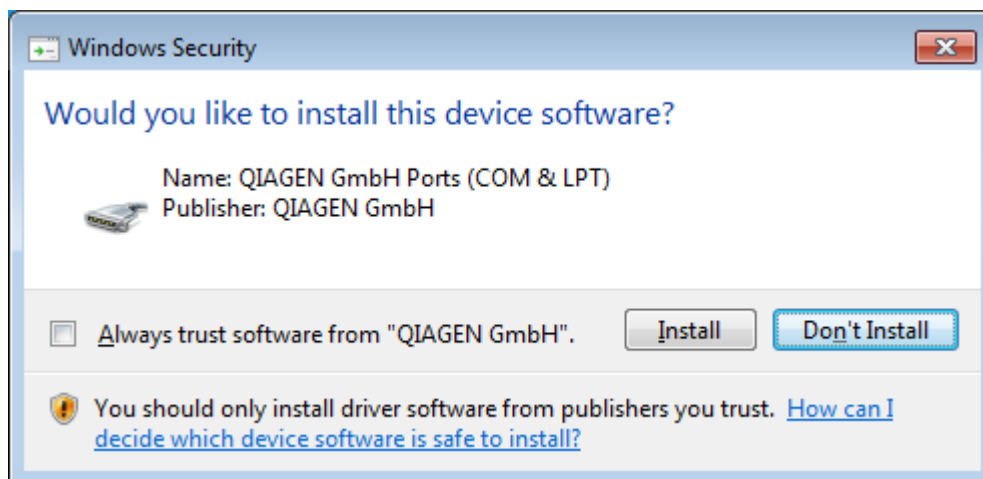 Windows Security
Would you like to install this device software?
Name: QIAGEN GmbH Ports (COM & LPT)
Publisher: QIAGEN GmbH
Always trust software from "QIAGEN GmbH".
Install
Don't Install
You should only install driver software from publishers you trust. How can I
decide which device software is safe to install?